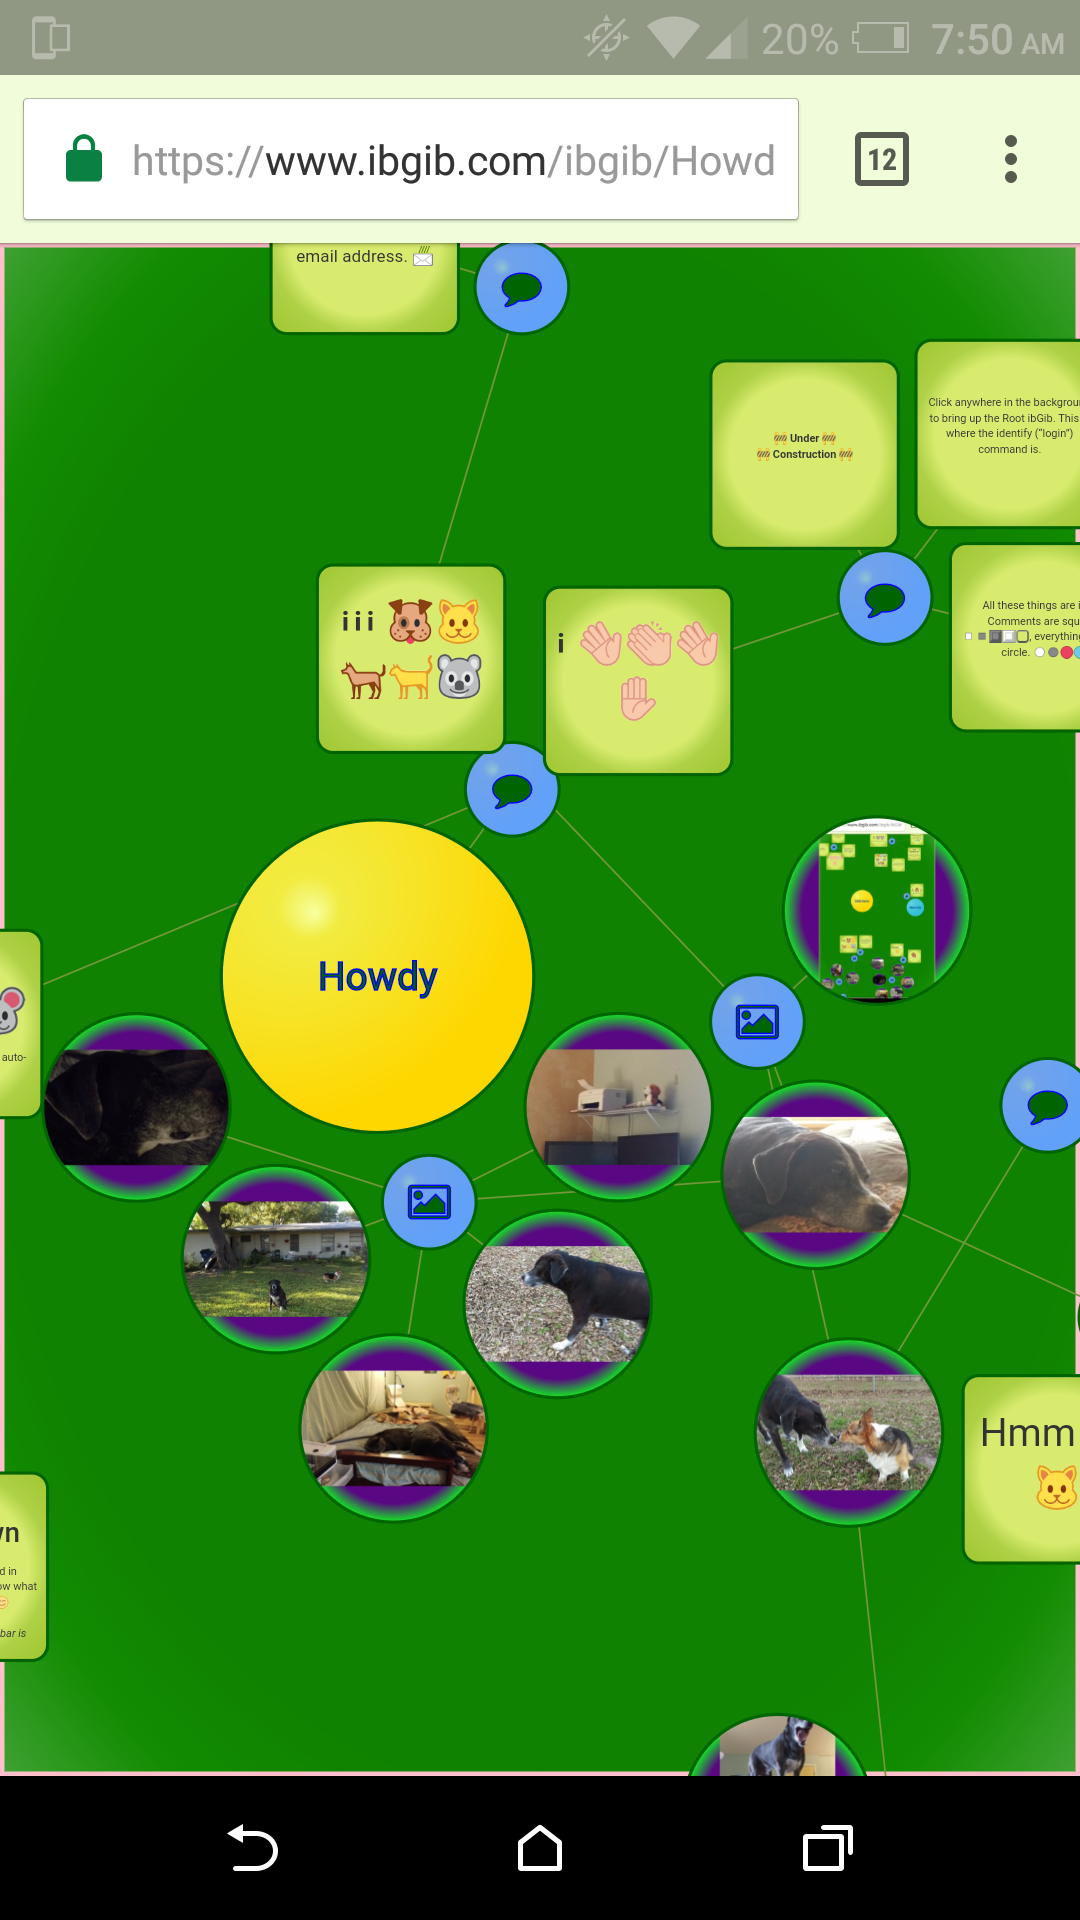 20% 7:50 AM
https://www.ibgib.com/ibgib/Howd
12
email address.
Under
Construction
Click anywhere in the backgrou
to bring up the Root ibGib. This
where the identify ("login")
command is.
All these things are i
Comments are squ
, everything
circle.
iii
i
Howdy
auto-
Hmm
wn
d in
ow what
bar is